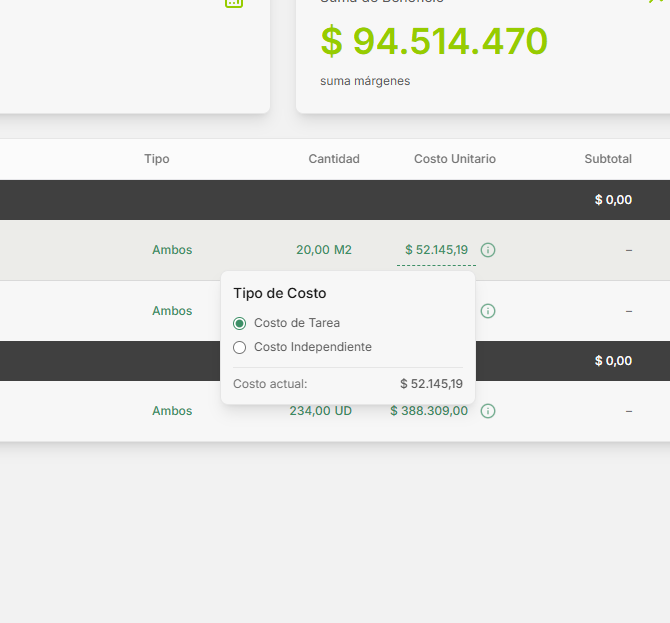 Suma de Beneficio
$ 94.514.470
suma márgenes
Tipo Cantidad Costo Unitario Subtotal
$ 0,00
Ambos 20,00 M2 $ 52.145,19 –
Tipo de Costo
Ambos –
Costo de Tarea
Costo Independiente
$ 0,00
Costo actual: $ 52.145,19
Ambos 234,00 UD $ 388.309,00 –